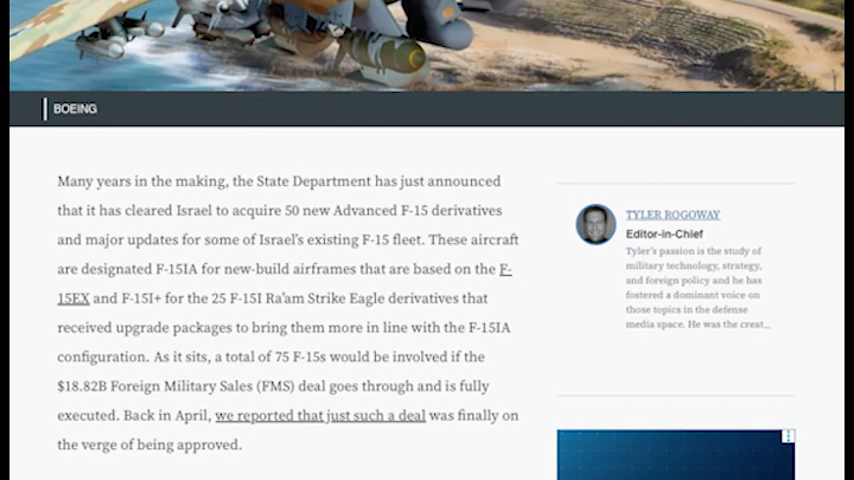 BOEING
Many years in the making, the State Department has just announced
that it has cleared Israel to acquire 50 new Advanced F-15 derivatives
and major updates for some of Israel's existing F-15 fleet. These aircraft
are designated F-15IA for new-build airframes that are based on the F-
15EX and F-15I+ for the 25 F-15I Ra'am Strike Eagle derivatives that
received upgrade packages to bring them more in line with the F-15IA
configuration. As it sits, a total of 75 F-15s would be involved if the
$18.82B Foreign Military Sales (FMS) deal goes through and is fully
executed. Back in April, we reported that just such a deal was finally on
the verge of being approved.
TYLER ROGOWAY
Editor-in-Chief
Tyler's passion is the study of
military technology, strategy,
and foreign policy and he has
fostered a dominant voice on
those topics in the defense
media space. He was the creat...